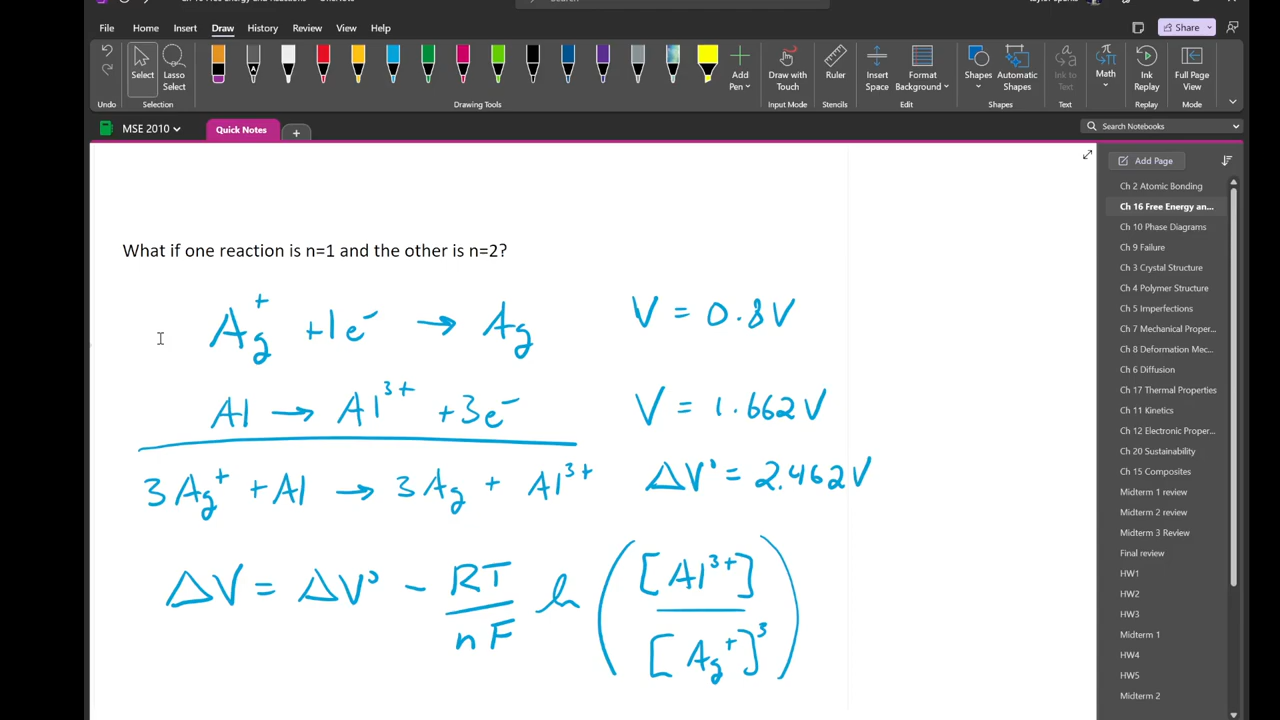 File Home Insert Draw History Review View Help Share
Select Lasso Select Add Pen Draw with Touch Ruler Insert Space Format Background Shapes Automatic Shapes Ink to Text Math Ink Replay Full Page View
Undo Selection Drawing Tools Input Mode Stencils Edit Shapes Text Replay Mode
MSE 2010 Quick Notes + Search Notebooks
Add Page
Ch 2 Atomic Bonding
Ch 16 Free Energy an...
Ch 10 Phase Diagrams
Ch 9 Failure
Ch 3 Crystal Structure
Ch 4 Polymer Structure
Ch 5 Imperfections
Ch 7 Mechanical Proper...
Ch 8 Deformation Mec...
Ch 6 Diffusion
Ch 17 Thermal Properties
Ch 11 Kinetics
Ch 12 Electronic Proper...
Ch 20 Sustainability
Ch 15 Composites
Midterm 1 review
Midterm 2 review
Midterm 3 Review
Final review
HW1
HW2
HW3
Midterm 1
HW4
HW5
Midterm 2
What if one reaction is n=1 and the other is n=2?
Ag⁺ +1e⁻ → Ag V = 0.8V
Al → Al³⁺ +3e⁻ V = 1.662V
3Ag⁺ +Al → 3Ag + Al³⁺ ΔV° = 2.462V
ΔV = ΔV° - RT/nF ln([Al³⁺]/[Ag⁺]³)